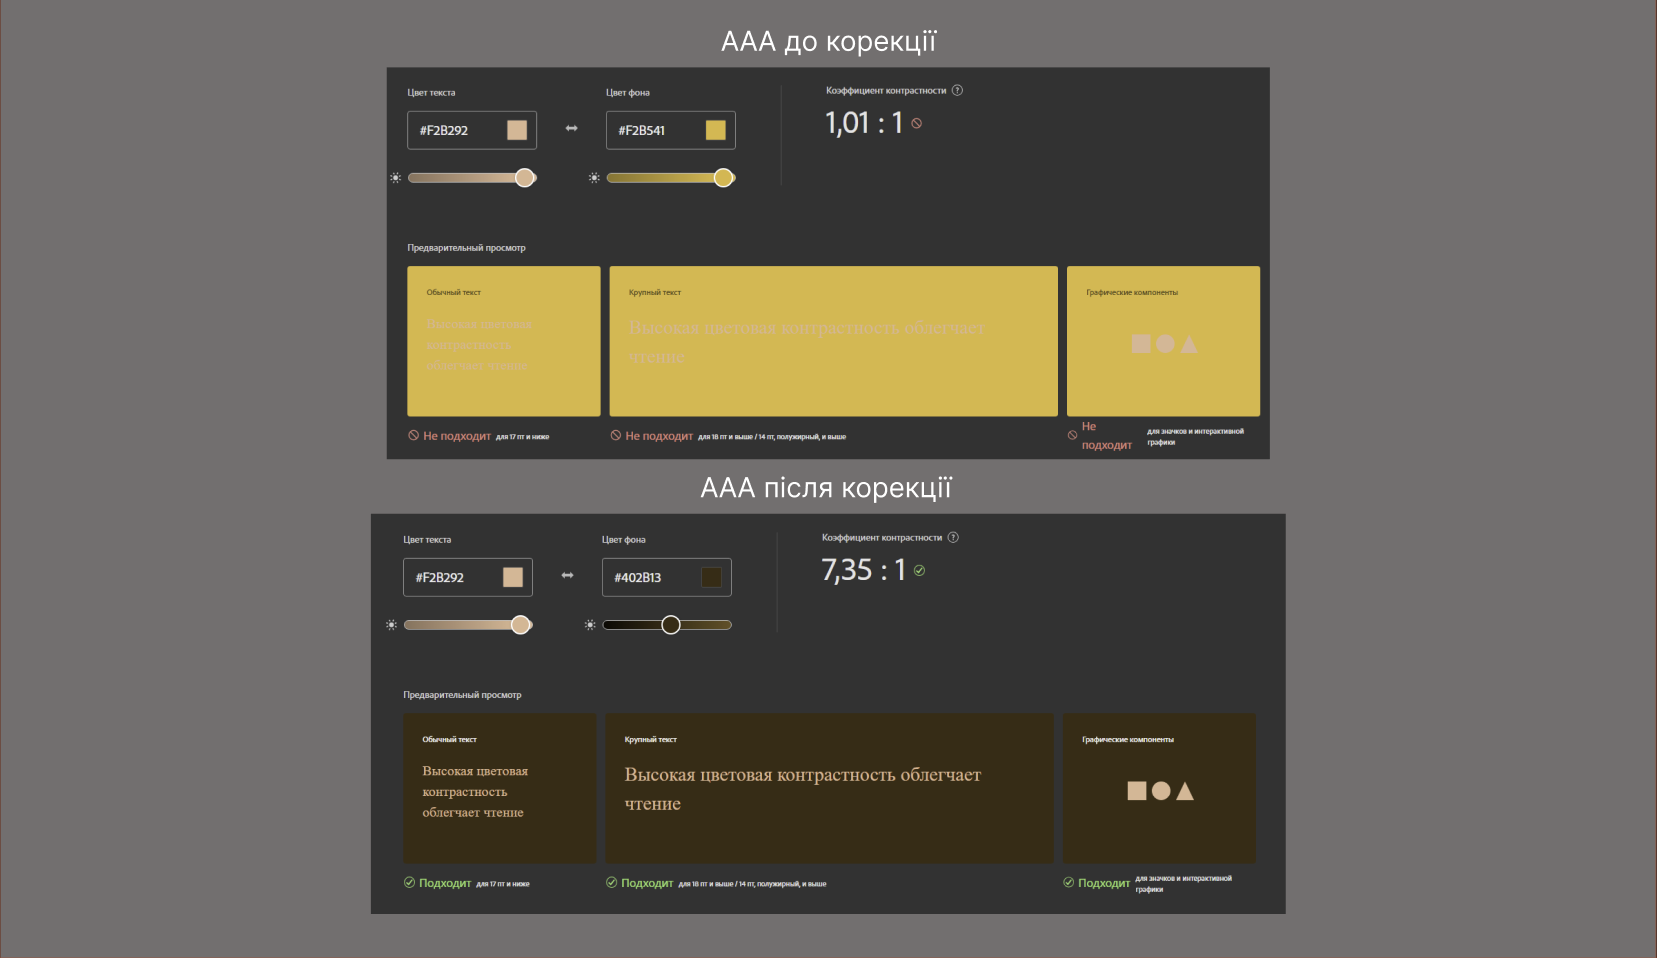 ААА до корекції
Цвет текста
Цвет фона
Коэффициент контрастности ?
#F2B292
#F2B541
1,01 : 1
Предварительный просмотр
Обычный текст
Высокая цветовая
контрастность
облегчает чтение
Крупный текст
Высокая цветовая контрастность облегчает
чтение
Графические компоненты
Не подходит для 17 пт и ниже
Не подходит для 18 пт и выше / 14 пт, полужирный, и выше
Не
подходит
для значков и интерактивной
графики
ААА після корекції
Цвет текста
Цвет фона
Коэффициент контрастности ?
#F2B292
#402B13
7,35 : 1
Предварительный просмотр
Обычный текст
Высокая цветовая
контрастность
облегчает чтение
Крупный текст
Высокая цветовая контрастность облегчает
чтение
Графические компоненты
Подходит для 17 пт и ниже
Подходит для 18 пт и выше / 14 пт, полужирный, и выше
Подходит
для значков и интерактивной
графики